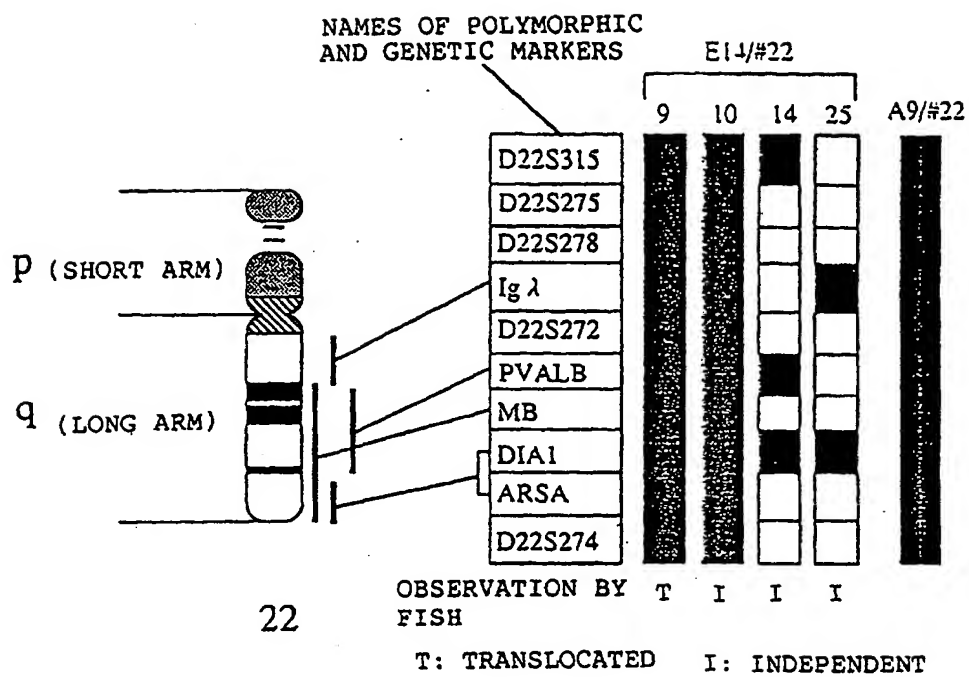 NAMES OF POLYMORPHIC
AND GENETIC MARKERS
E14/#22
9 10 14 25 A9/#22
D22S315
D22S275
D22S278
Ig λ
D22S272
PVALB
MB
DIA1
ARSA
D22S274
p (SHORT ARM)
q (LONG ARM)
22
OBSERVATION BY T I I I
FISH
T: TRANSLOCATED I: INDEPENDENT